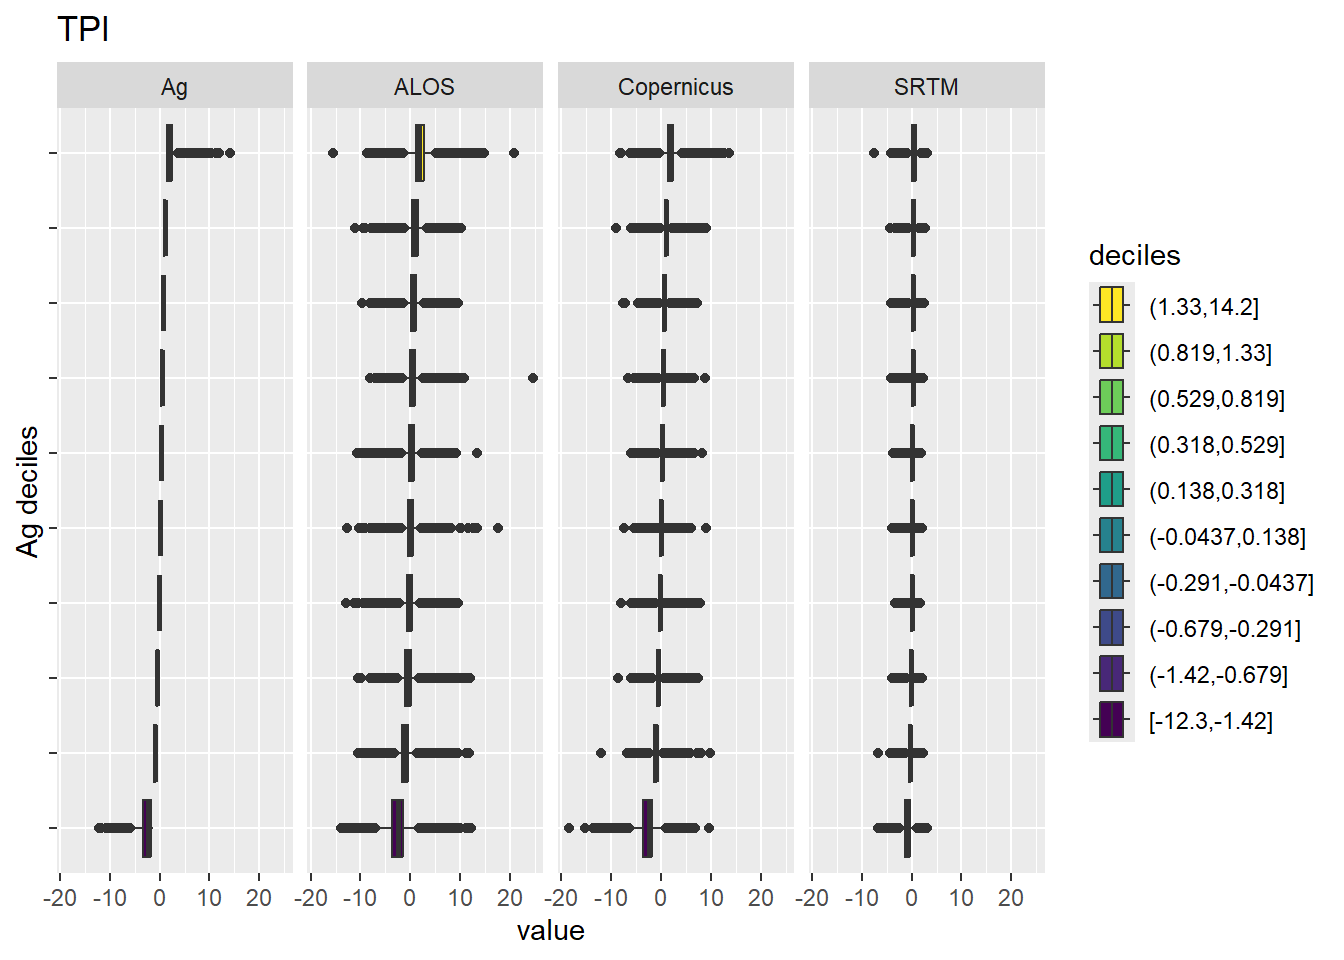 TPI
Ag ALOS Copernicus SRTM
Ag deciles
-20 -10 0 10 20 -20 -10 0 10 20 -20 -10 0 10 20 -20 -10 0 10 20
value
deciles
(1.33,14.2]
(0.819,1.33]
(0.529,0.819]
(0.318,0.529]
(0.138,0.318]
(-0.0437,0.138]
(-0.291,-0.0437]
(-0.679,-0.291]
(-1.42,-0.679]
[-12.3,-1.42]